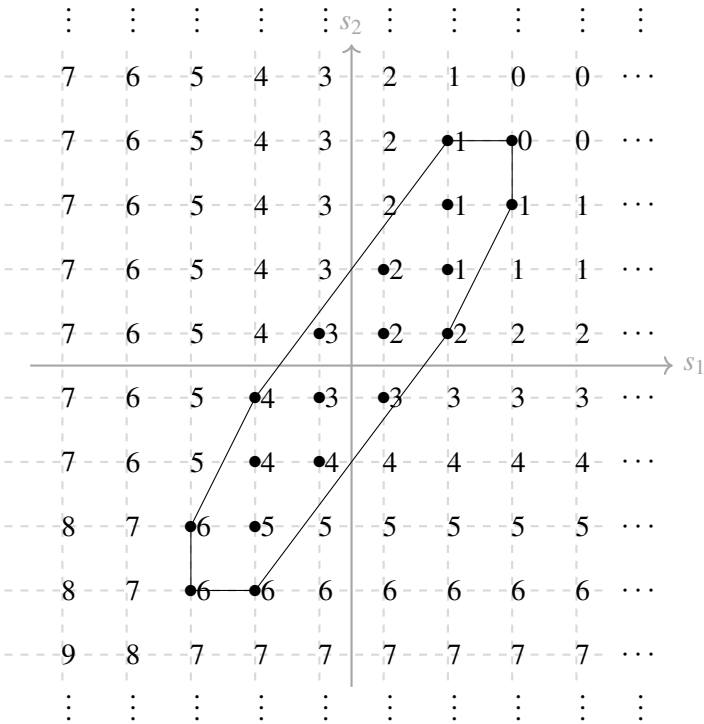 ⋮ ⋮ ⋮ ⋮ ⋮ ⋮ ⋮ ⋮ ⋮ ⋮
s₂
7 6 5 4 3 2 1 0 0 ⋯
7 6 5 4 3 2 1 0 0 ⋯
7 6 5 4 3 2 1 1 1 ⋯
7 6 5 4 3 2 1 1 1 ⋯
7 6 5 4 3 2 2 2 2 ⋯
s₁
7 6 5 4 3 3 3 3 3 ⋯
7 6 5 4 4 4 4 4 4 ⋯
8 7 6 5 5 5 5 5 5 ⋯
8 7 6 6 6 6 6 6 6 ⋯
9 8 7 7 7 7 7 7 7 ⋯
⋮ ⋮ ⋮ ⋮ ⋮ ⋮ ⋮ ⋮ ⋮ ⋮